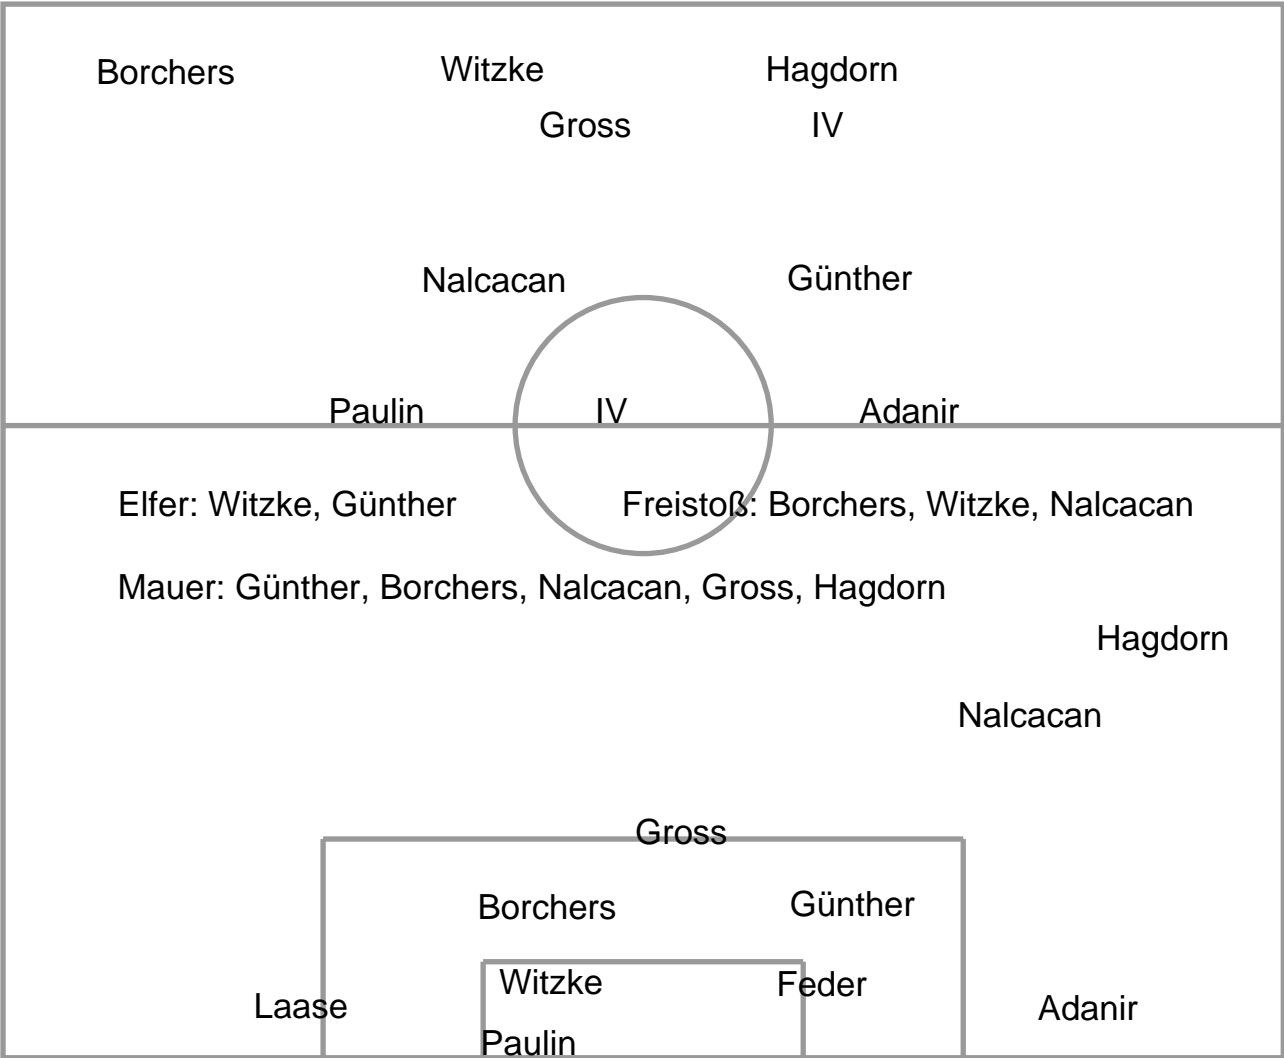 Borchers Witzke Hagdorn
Gross IV
Nalcacan Günther
Paulin IV Adanir
Elfer: Witzke, Günther Freistoß: Borchers, Witzke, Nalcacan
Mauer: Günther, Borchers, Nalcacan, Gross, Hagdorn
Hagdorn
Nalcacan
Gross
Borchers Günther
Witzke Feder
Laase Adanir
Paulin